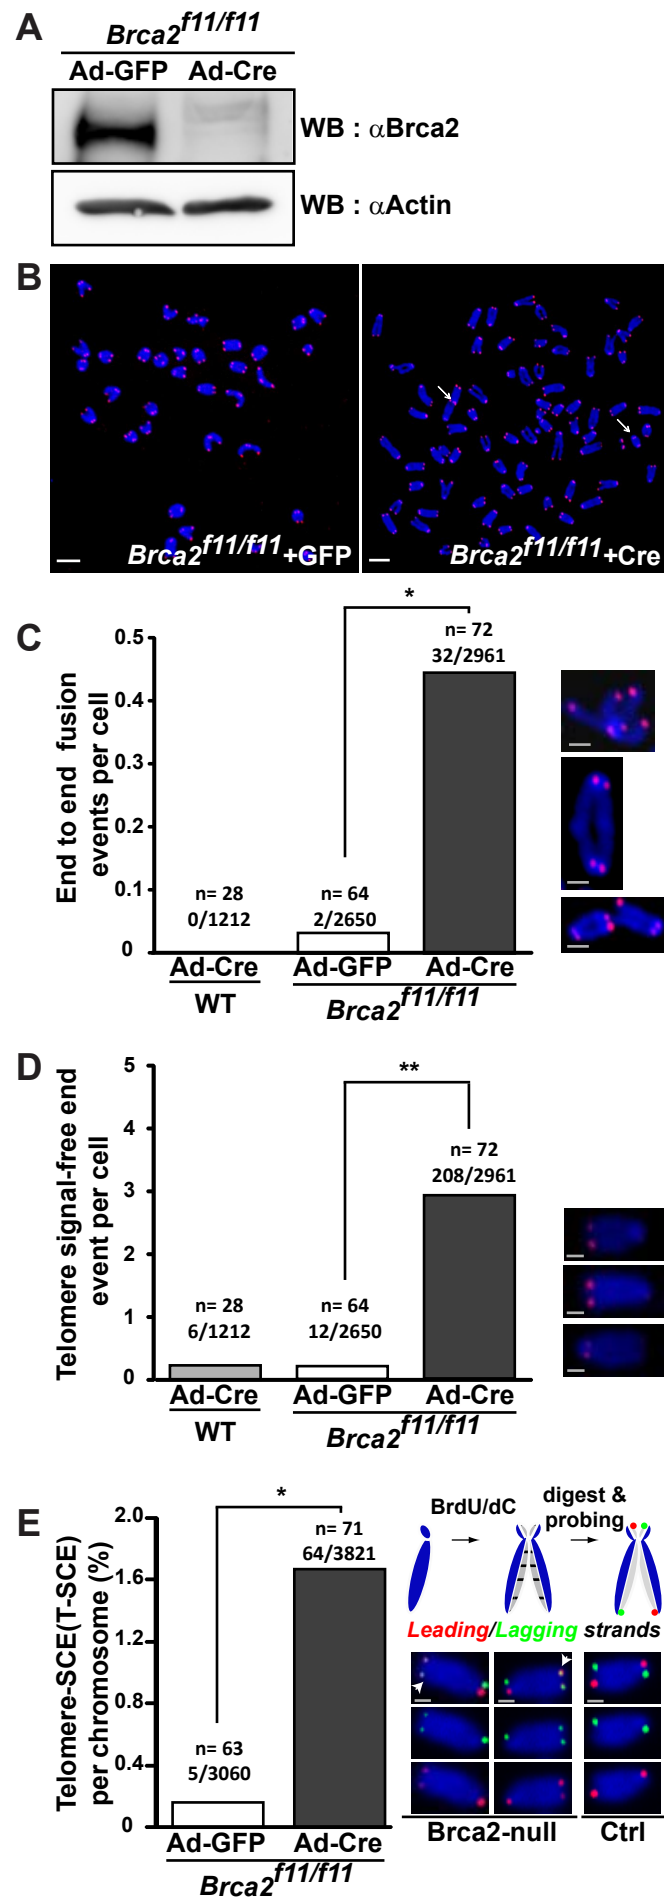 A
Brca2f11/f11
Ad-GFP Ad-Cre
WB : αBrca2
WB : αActin
B
Brca2f11/f11+GFP
Brca2f11/f11+Cre
C
End to end fusion
events per cell
0.5
0.4
0.3
0.2
0.1
0
*
n= 28
0/1212
n= 64
2/2650
n= 72
32/2961
Ad-Cre
WT
Ad-GFP Ad-Cre
Brca2f11/f11
D
Telomere signal-free end
event per cell
5
4
3
2
1
0
**
n= 28
6/1212
n= 64
12/2650
n= 72
208/2961
Ad-Cre
WT
Ad-GFP Ad-Cre
Brca2f11/f11
E
Telomere-SCE(T-SCE)
per chromosome (%)
2.0
1.6
1.2
0.8
0.4
0
*
n= 63
5/3060
n= 71
64/3821
Ad-GFP Ad-Cre
Brca2f11/f11
BrdU/dC
digest &
probing
Leading/Lagging strands
Brca2-null
Ctrl